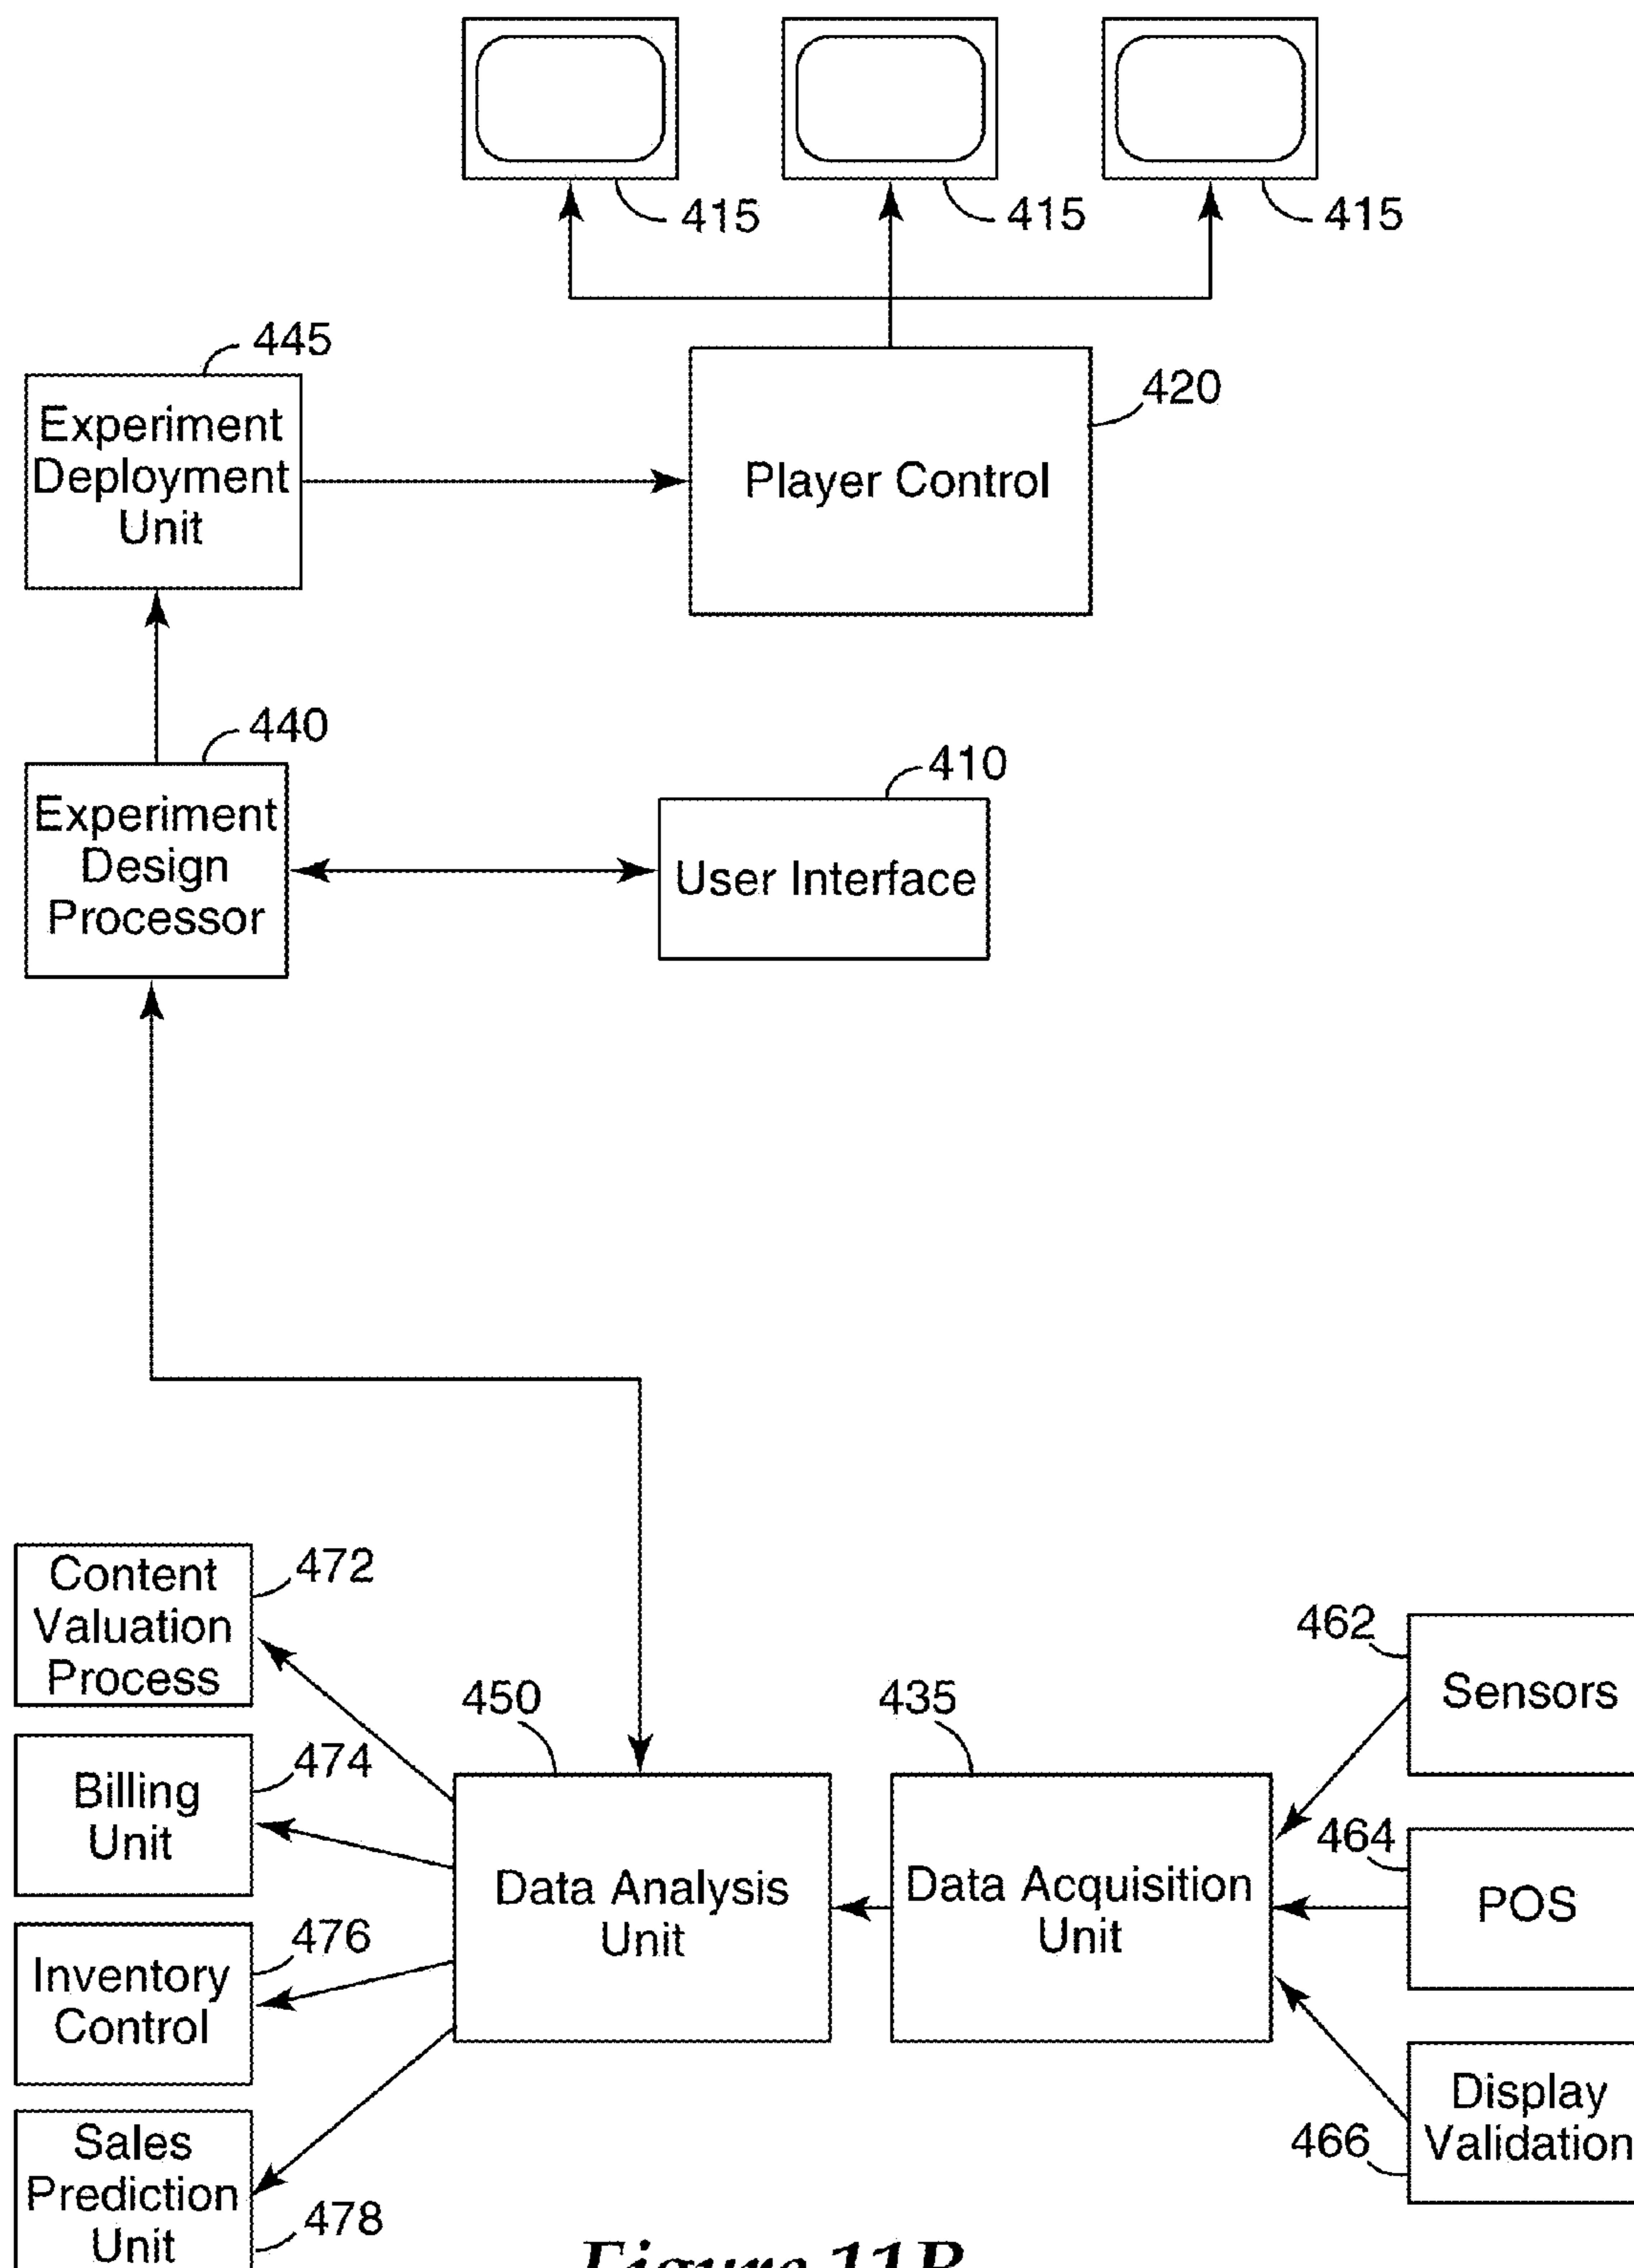 415
415
415
445
Experiment
Deployment
Unit
420
Player Control
440
Experiment
Design
Processor
410
User Interface
Content
Valuation
Process
472
Billing
Unit
474
Inventory
Control
476
Sales
Prediction
Unit
478
450
Data Analysis
Unit
435
Data Acquisition
Unit
462
Sensors
464
POS
466
Display
Validation
Figure 11B